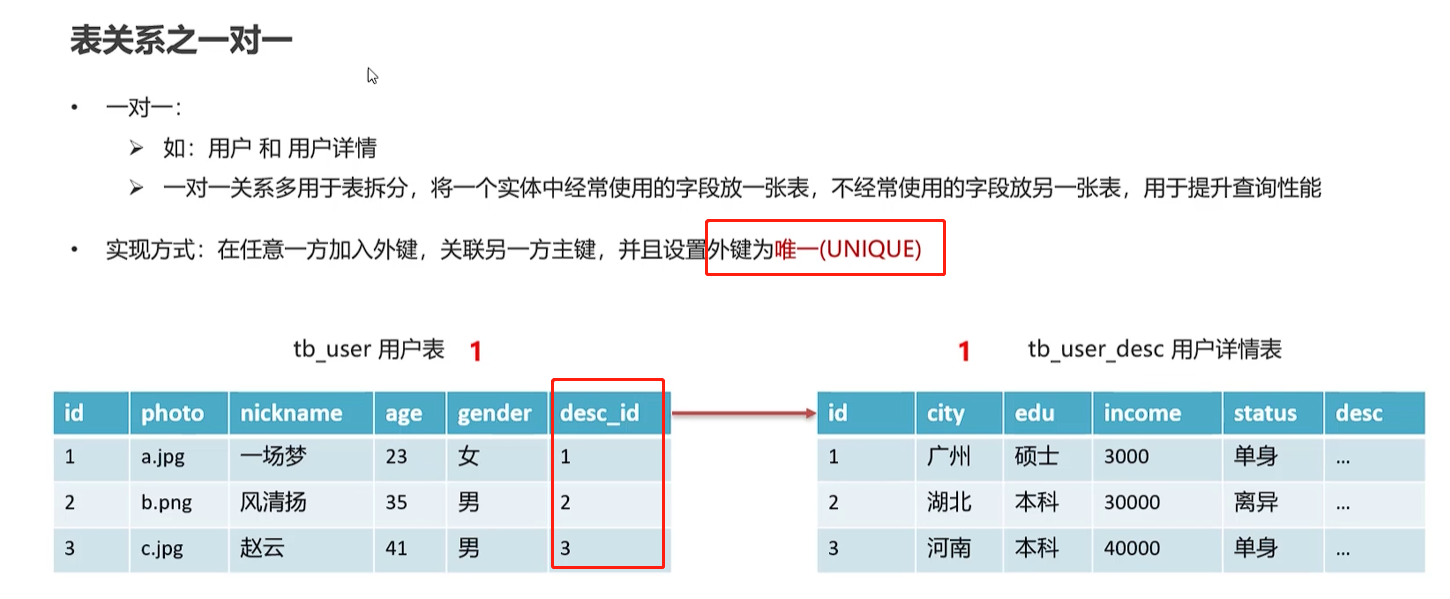 表关系之一对一
• 一对一：
➢ 如：用户 和 用户详情
➢ 一对一关系多用于表拆分，将一个实体中经常使用的字段放一张表，不经常使用的字段放另一张表，用于提升查询性能
• 实现方式：在任意一方加入外键，关联另一方主键，并且设置外键为唯一(UNIQUE)
tb_user 用户表 1
id photo nickname age gender desc_id
1 a.jpg 一场梦 23 女 1
2 b.png 风清扬 35 男 2
3 c.jpg 赵云 41 男 3
1 tb_user_desc 用户详情表
id city edu income status desc
1 广州 硕士 3000 单身 ...
2 湖北 本科 30000 离异 ...
3 河南 本科 40000 单身 ...